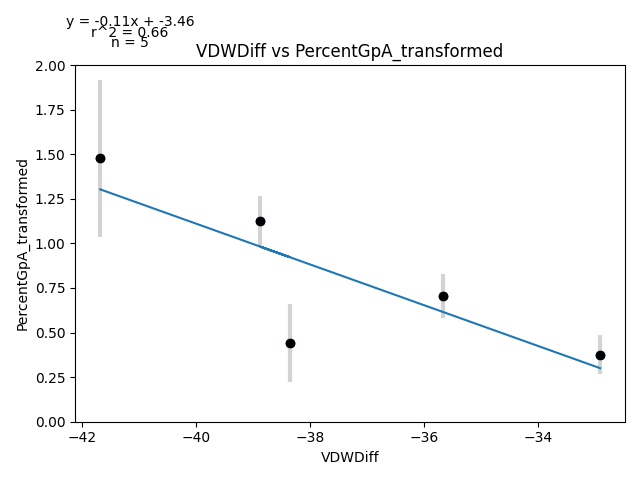 y = -0.11x + -3.46
r^2 = 0.66
n = 5
VDWDiff vs PercentGpA_transformed
2.00
1.75
1.50
1.25
1.00
0.75
0.50
0.25
0.00
PercentGpA_transformed
−42
−40
−38
−36
−34
VDWDiff